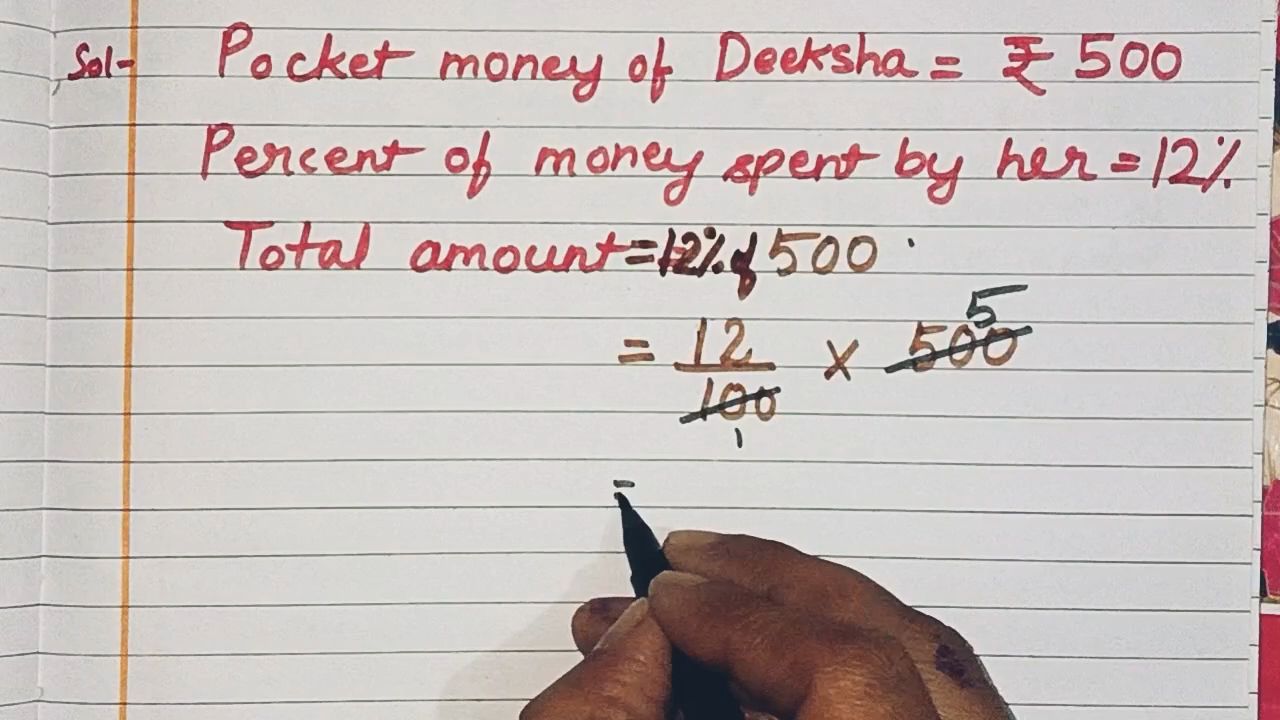 Sol- Pocket money of Deeksha = ₹ 500
Percent of money spent by her = 12%
Total amount = 12% of 500
5
= 12 × 500
100
1
=